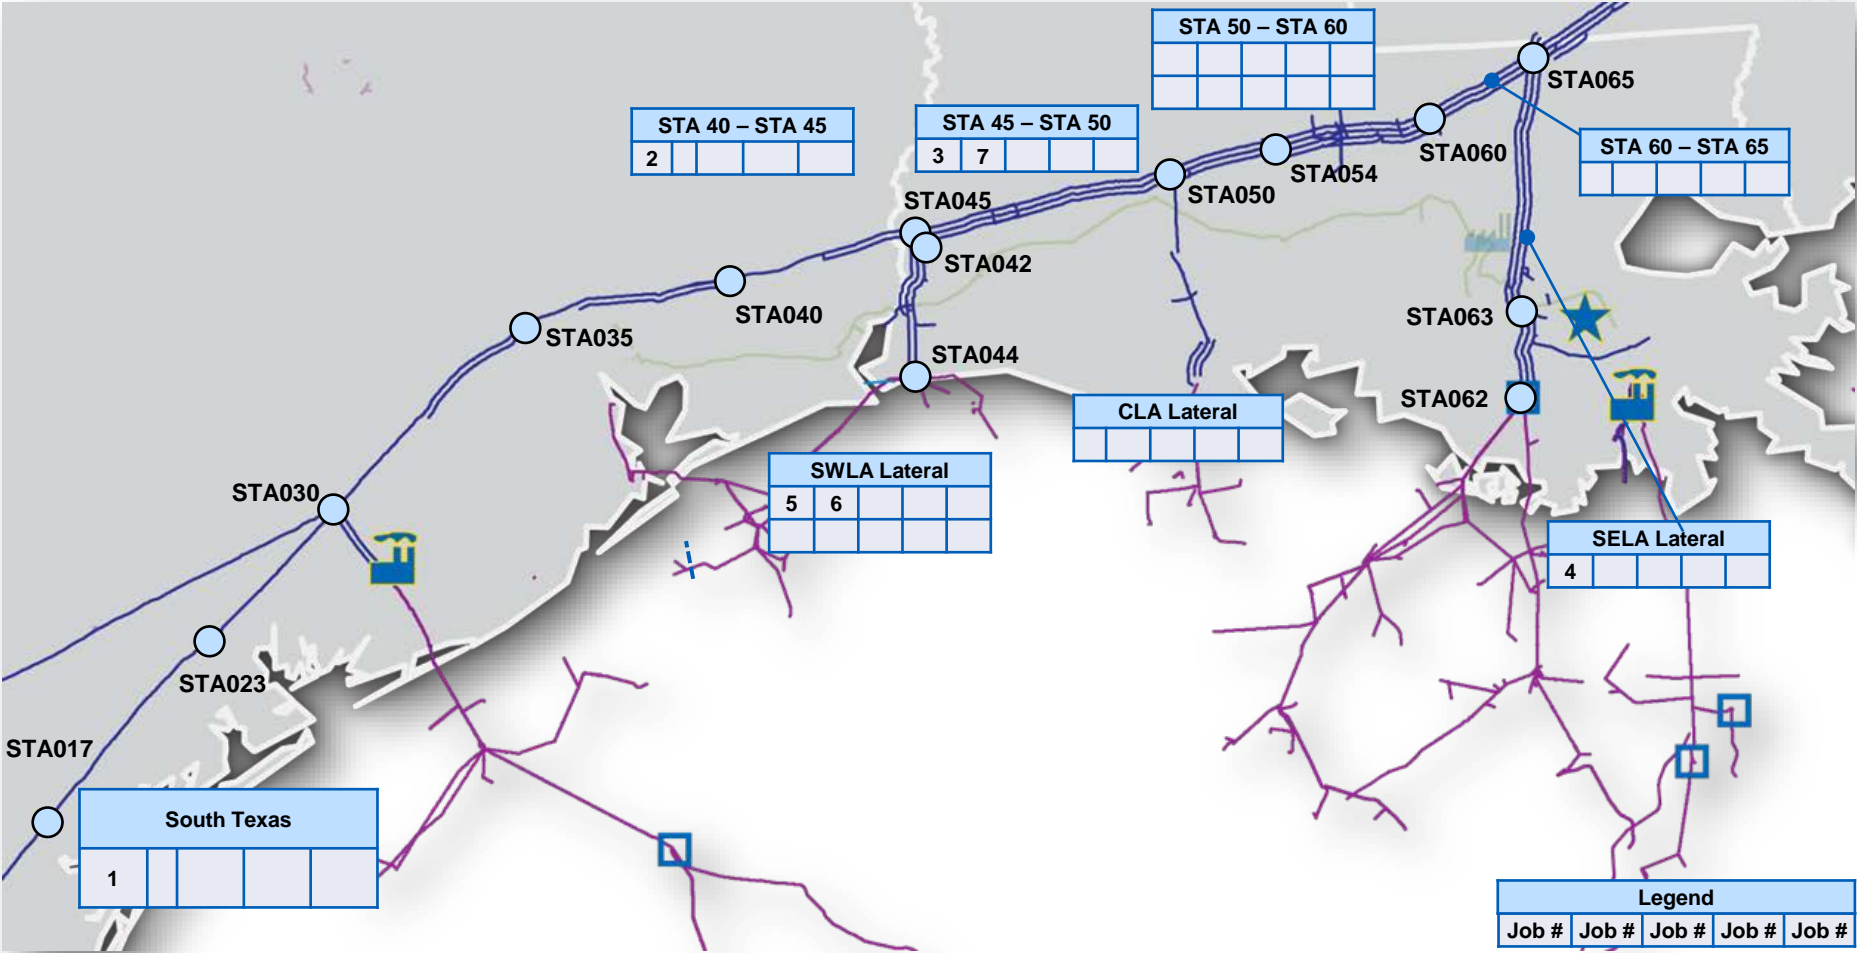 STA 50 – STA 60
STA065
STA 40 – STA 45
2
STA 45 – STA 50
3 7
STA060
STA 60 – STA 65
STA054
STA050
STA045
STA042
STA040
STA035
STA063
STA044
STA062
CLA Lateral
SWLA Lateral
5 6
STA030
SELA Lateral
4
STA023
STA017
South Texas
1
Legend
Job # Job # Job # Job # Job #